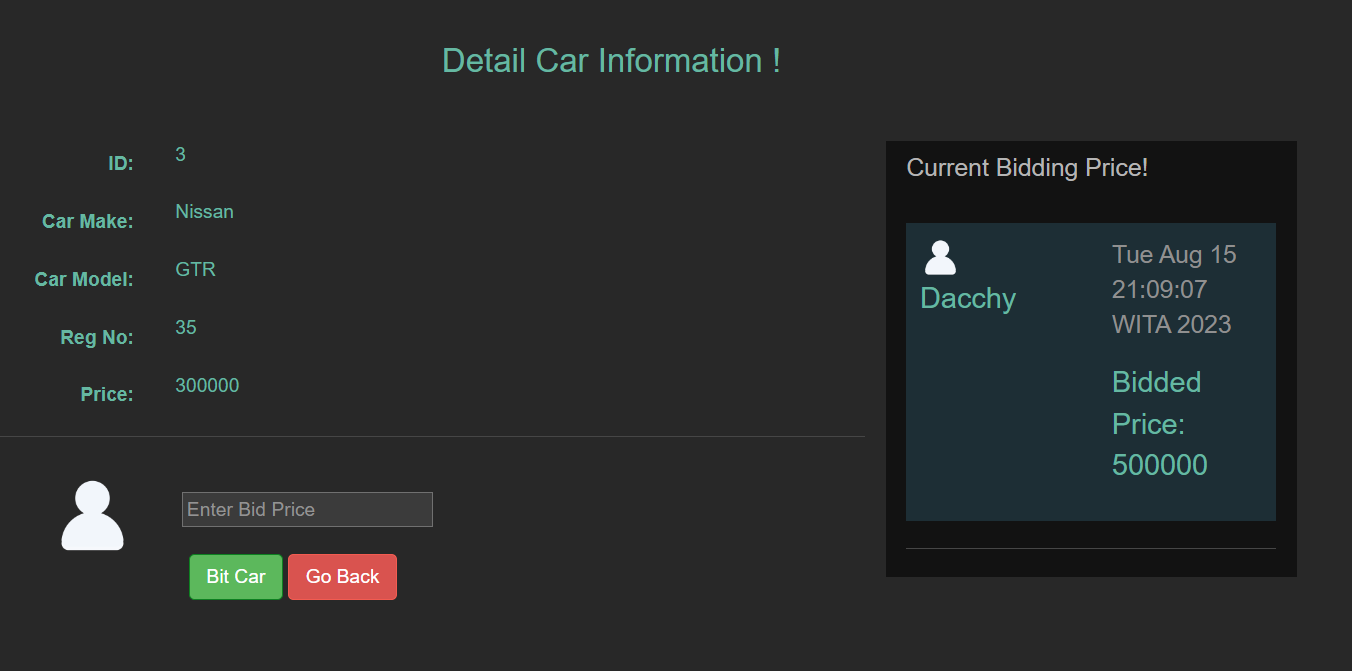 Detail Car Information !
ID: 3
Car Make: Nissan
Car Model: GTR
Reg No: 35
Price: 300000
Enter Bid Price
Bit Car Go Back
Current Bidding Price!
Dacchy
Tue Aug 15
21:09:07
WITA 2023
Bidded
Price:
500000